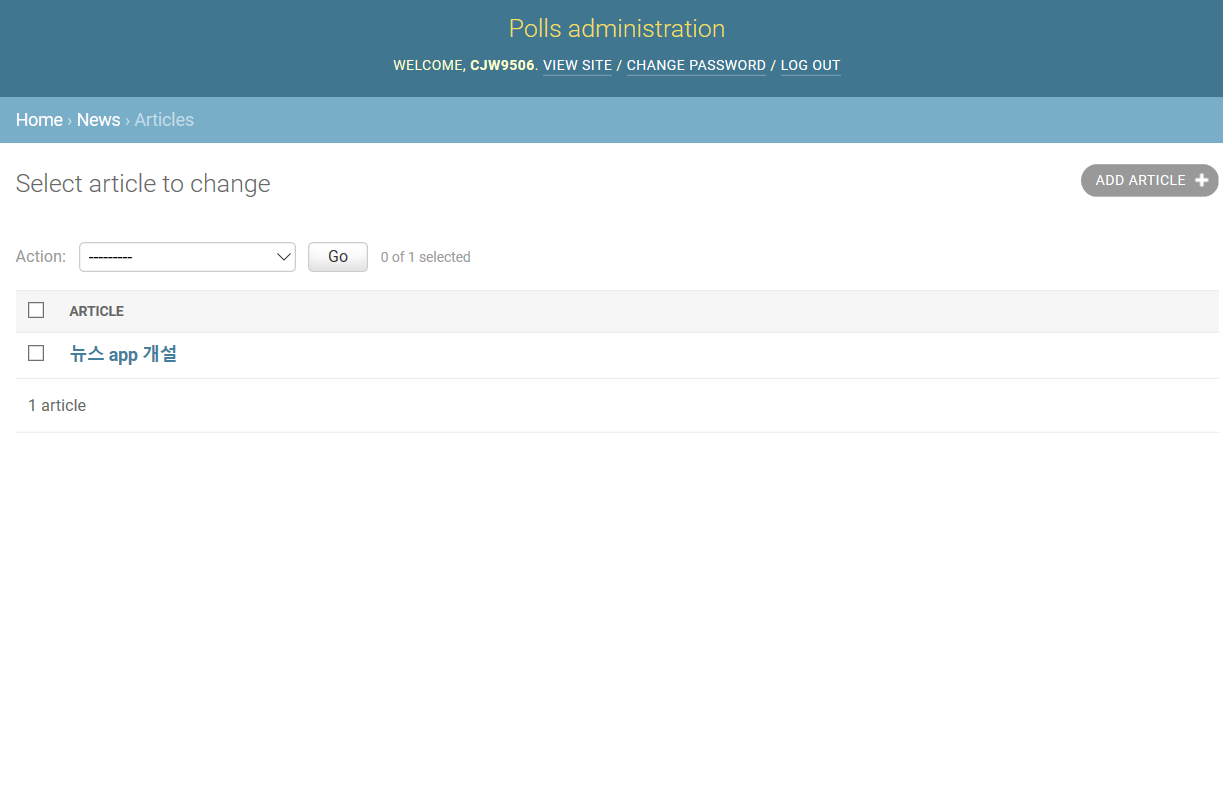 Polls administration
WELCOME, CJW9506. VIEW SITE / CHANGE PASSWORD / LOG OUT
Home › News › Articles
Select article to change
ADD ARTICLE
Action: --------- Go 0 of 1 selected
ARTICLE
뉴스 app 개설
1 article